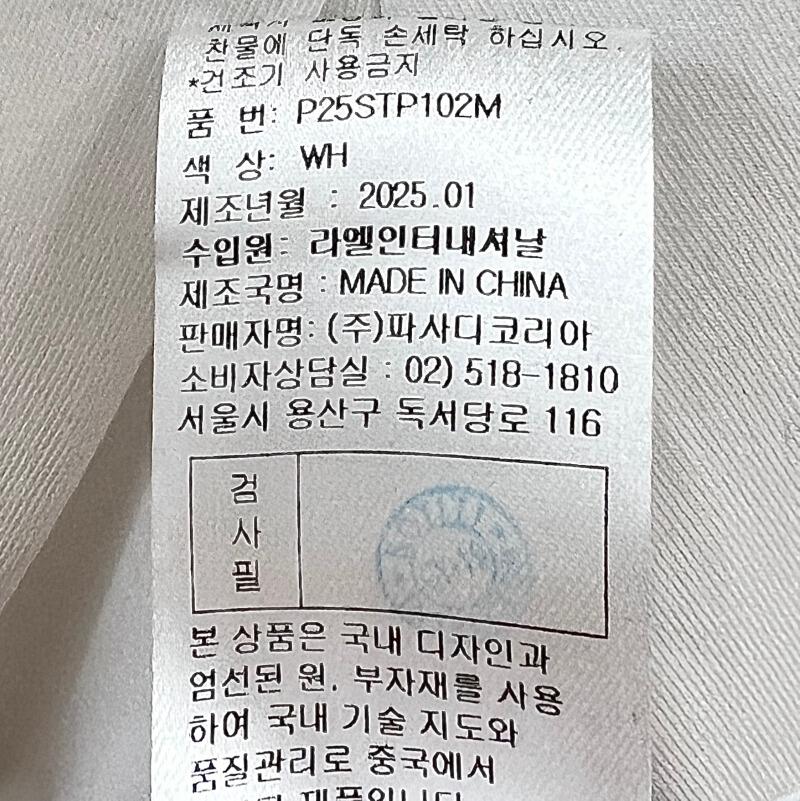 찬물에 단독 손세탁 하십시오.
*건조기 사용금지
품 번: P25STP102M
색 상: WH
제조년월 : 2025.01
수입원: 라엘인터내셔날
제조국명 : MADE IN CHINA
판매자명: (주)파사디코리아
소비자상담실 : 02) 518-1810
서울시 용산구 독서당로 116
검
사
필
본 상품은 국내 디자인과
엄선된 원. 부자재를 사용
하여 국내 기술 지도와
품질관리로 중국에서
제품입니다